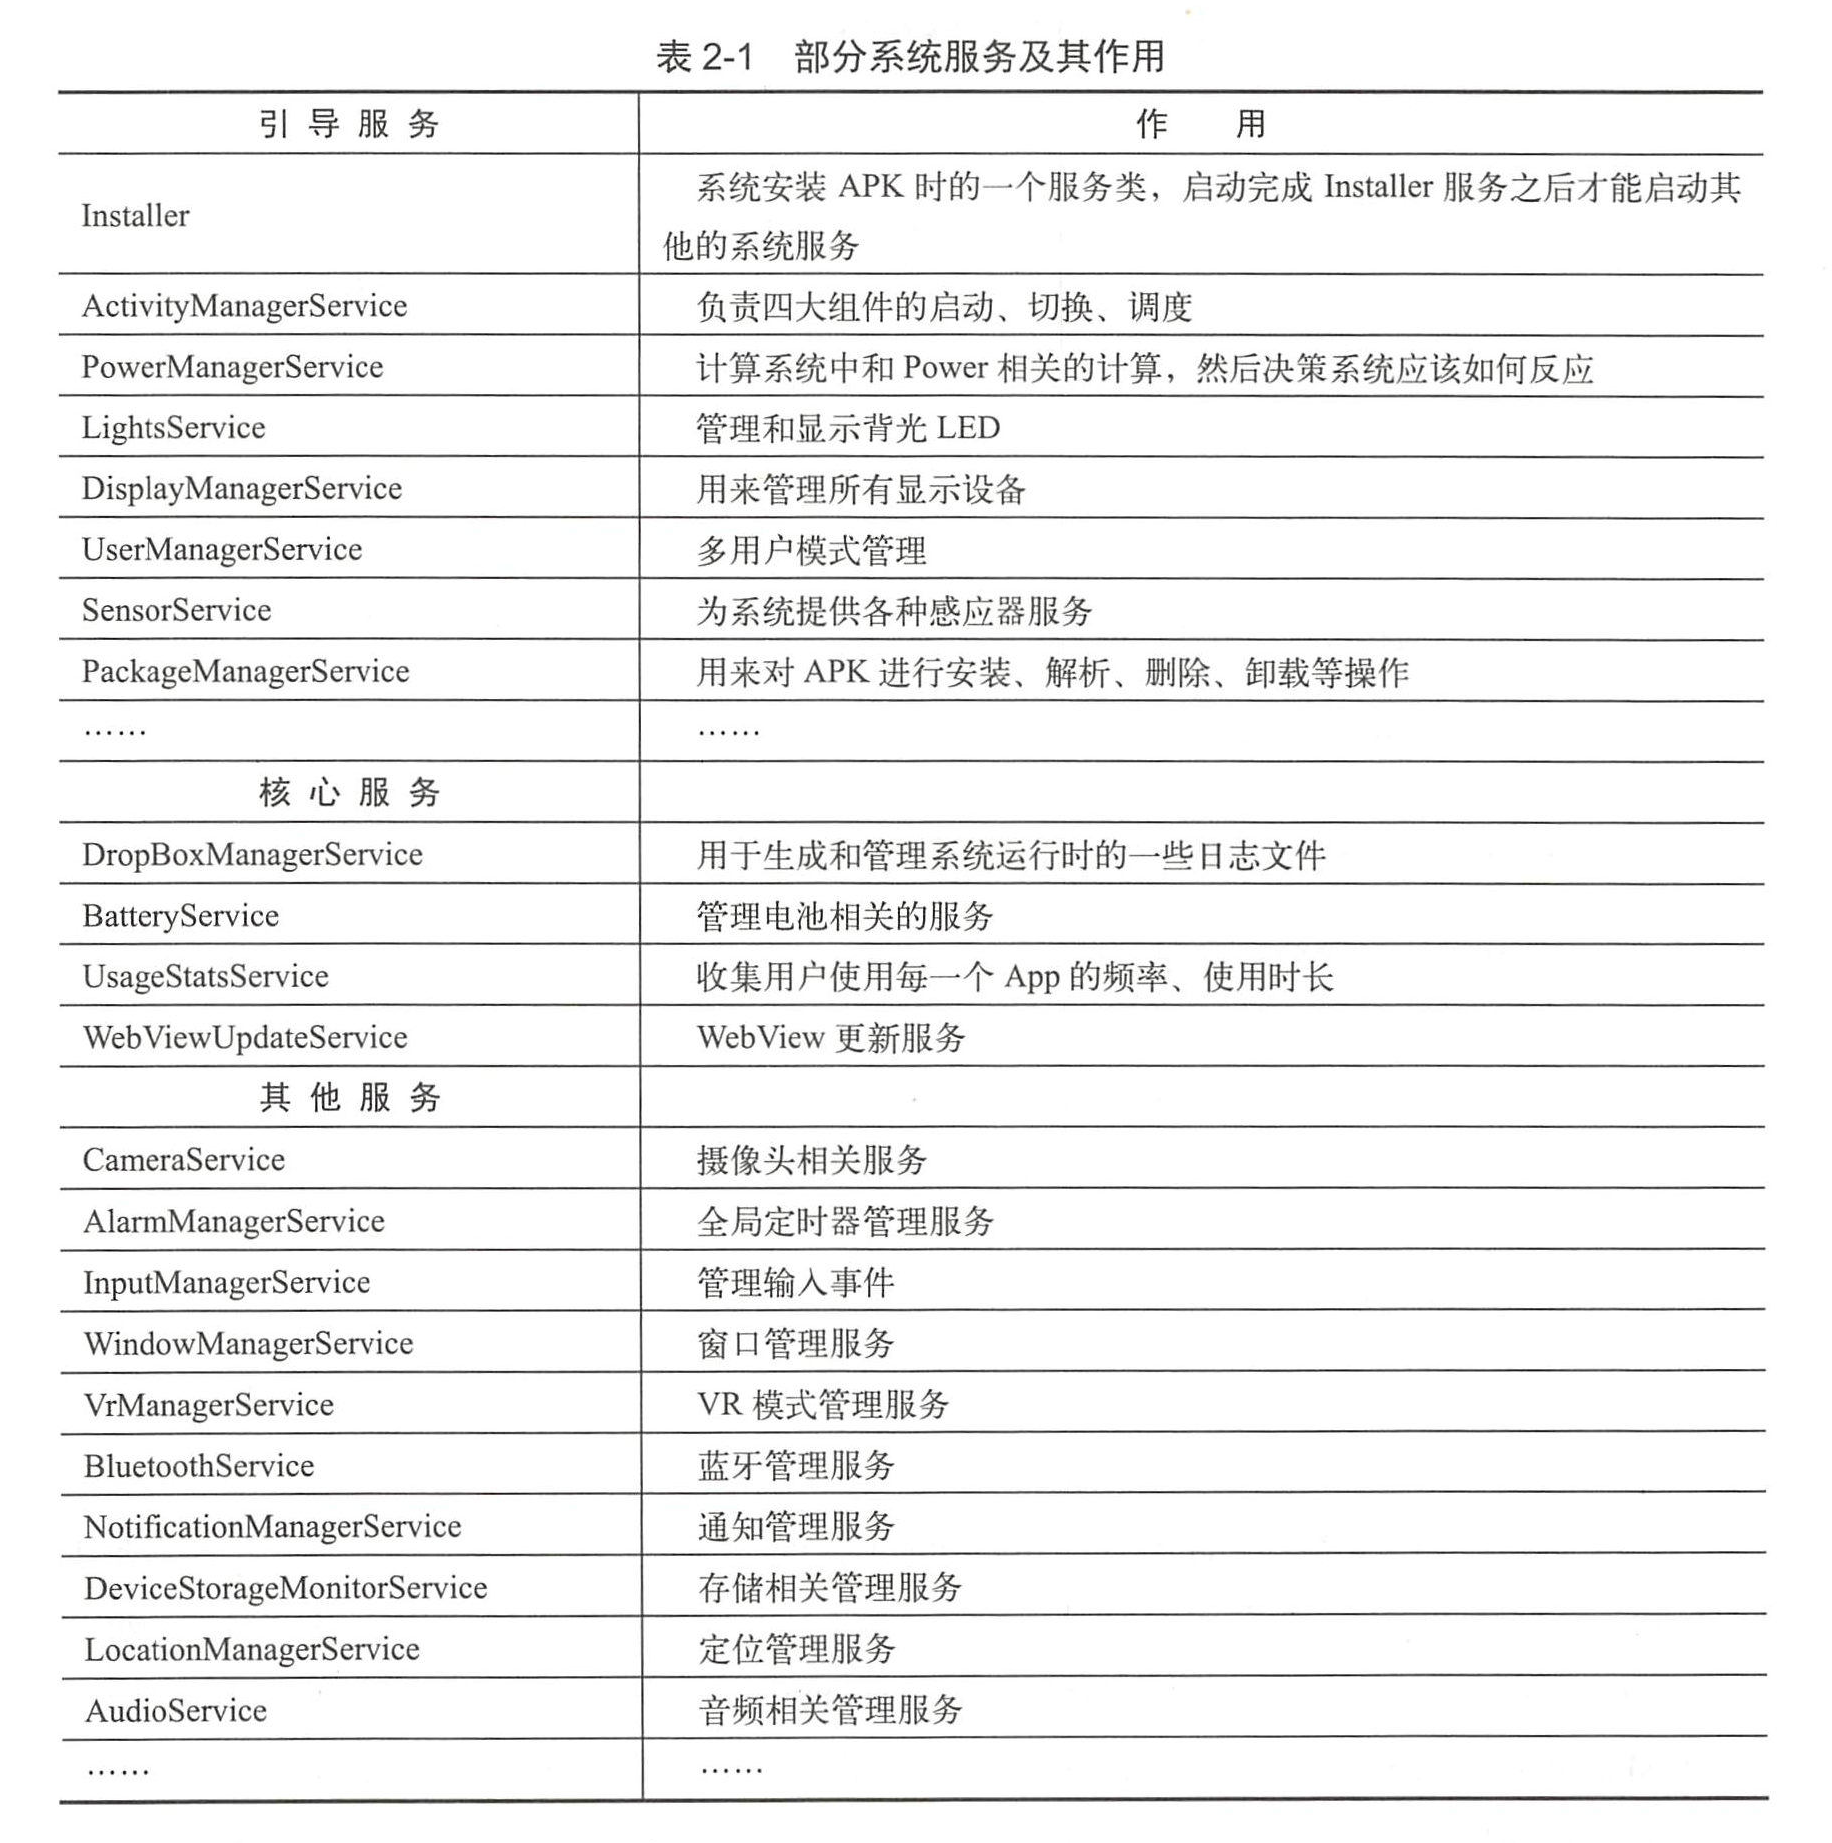 表 2-1 部分系统服务及其作用
引导服务 作用
Installer 系统安装 APK 时的一个服务类，启动完成 Installer 服务之后才能启动其
他的系统服务
ActivityManagerService 负责四大组件的启动、切换、调度
PowerManagerService 计算系统中和 Power 相关的计算，然后决策系统应该如何反应
LightsService 管理和显示背光 LED
DisplayManagerService 用来管理所有显示设备
UserManagerService 多用户模式管理
SensorService 为系统提供各种感应器服务
PackageManagerService 用来对 APK 进行安装、解析、删除、卸载等操作
…… ……
核心服务
DropBoxManagerService 用于生成和管理系统运行时的一些日志文件
BatteryService 管理电池相关的服务
UsageStatsService 收集用户使用每一个 App 的频率、使用时长
WebViewUpdateService WebView 更新服务
其他服务
CameraService 摄像头相关服务
AlarmManagerService 全局定时器管理服务
InputManagerService 管理输入事件
WindowManagerService 窗口管理服务
VrManagerService VR 模式管理服务
BluetoothService 蓝牙管理服务
NotificationManagerService 通知管理服务
DeviceStorageMonitorService 存储相关管理服务
LocationManagerService 定位管理服务
AudioService 音频相关管理服务
…… ……